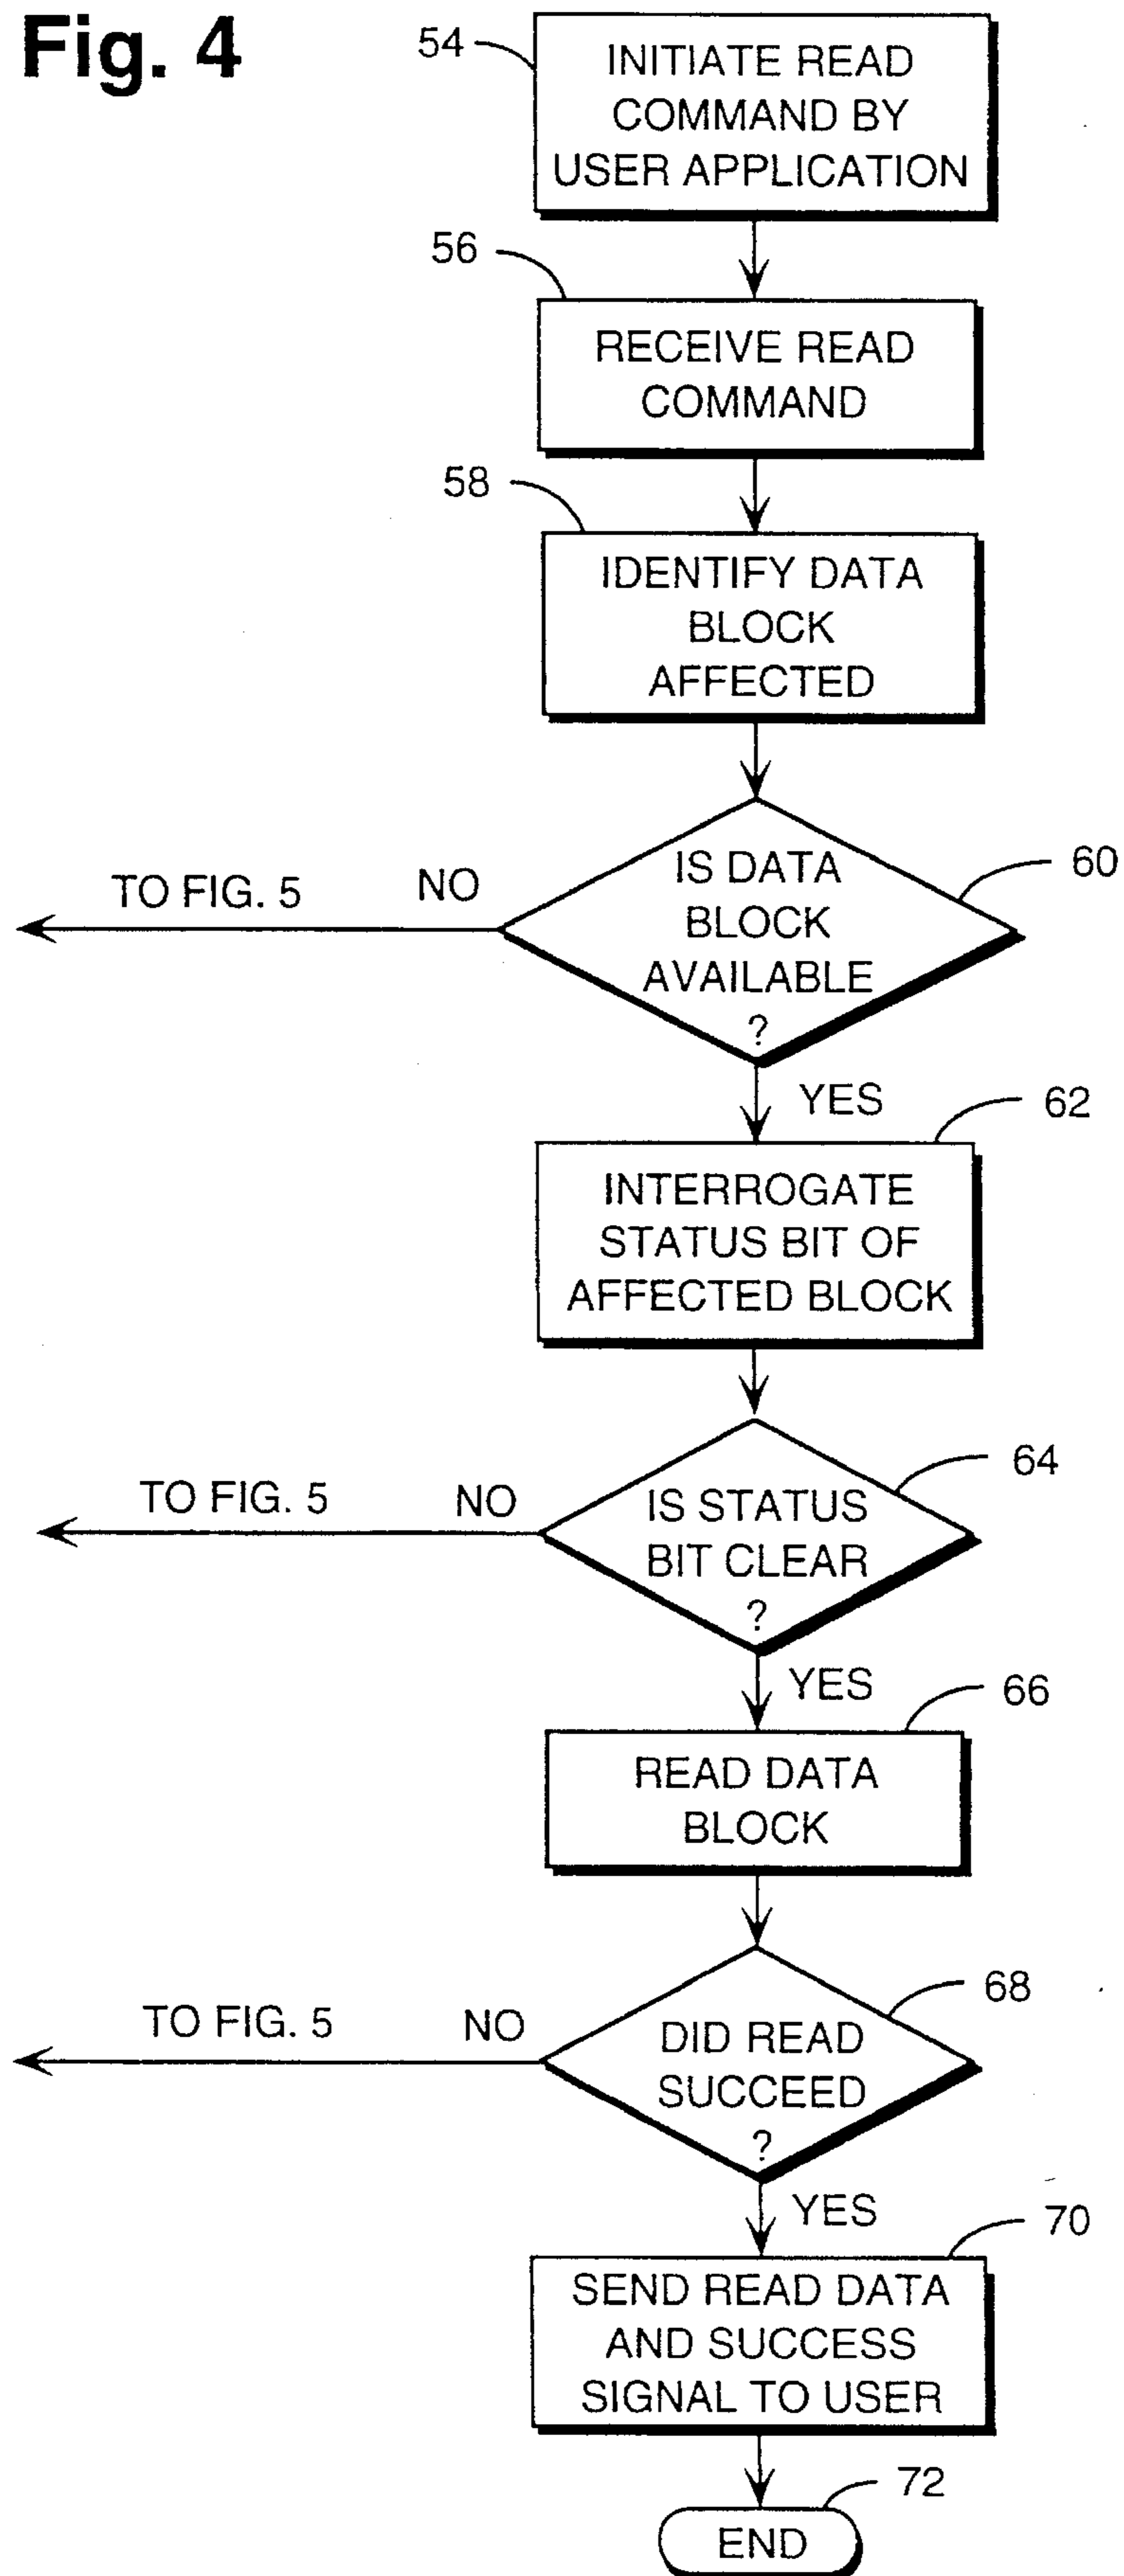 Fig. 4
54
INITIATE READ
COMMAND BY
USER APPLICATION
56
RECEIVE READ
COMMAND
58
IDENTIFY DATA
BLOCK
AFFECTED
60
IS DATA
BLOCK
AVAILABLE
?
TO FIG. 5
NO
YES
62
INTERROGATE
STATUS BIT OF
AFFECTED BLOCK
64
IS STATUS
BIT CLEAR
?
TO FIG. 5
NO
YES
66
READ DATA
BLOCK
68
DID READ
SUCCEED
?
TO FIG. 5
NO
YES
70
SEND READ DATA
AND SUCCESS
SIGNAL TO USER
72
END